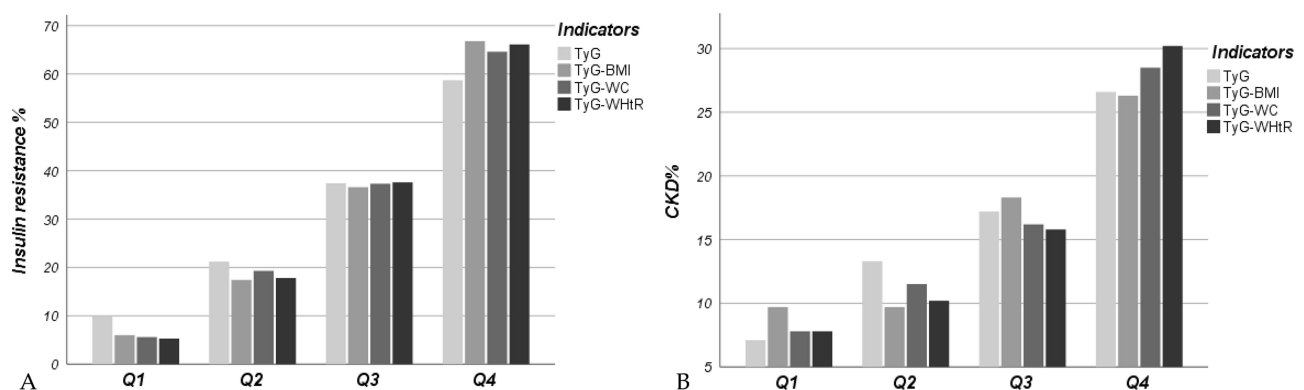 Insulin resistance %
70
60
50
40
30
20
10
0
Q1 Q2 Q3 Q4
Indicators
TyG
TyG-BMI
TyG-WC
TyG-WHtR
A
CKD%
30
25
20
15
10
5
Q1 Q2 Q3 Q4
Indicators
TyG
TyG-BMI
TyG-WC
TyG-WHtR
B